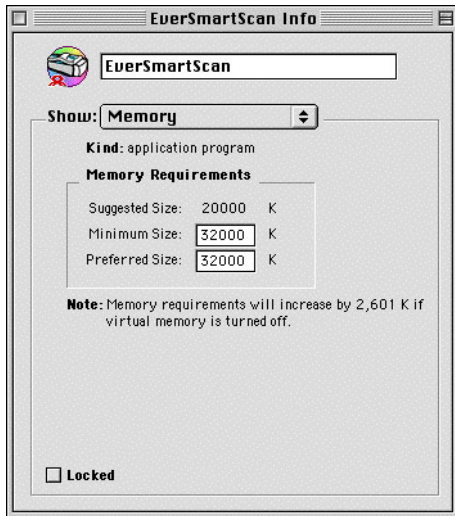 EverSmartScan Info
EverSmartScan
Show: Memory
Kind: application program
Memory Requirements
Suggested Size: 20000 K
Minimum Size: 32000 K
Preferred Size: 32000 K
Note: Memory requirements will increase by 2,601 K if
virtual memory is turned off.
Locked